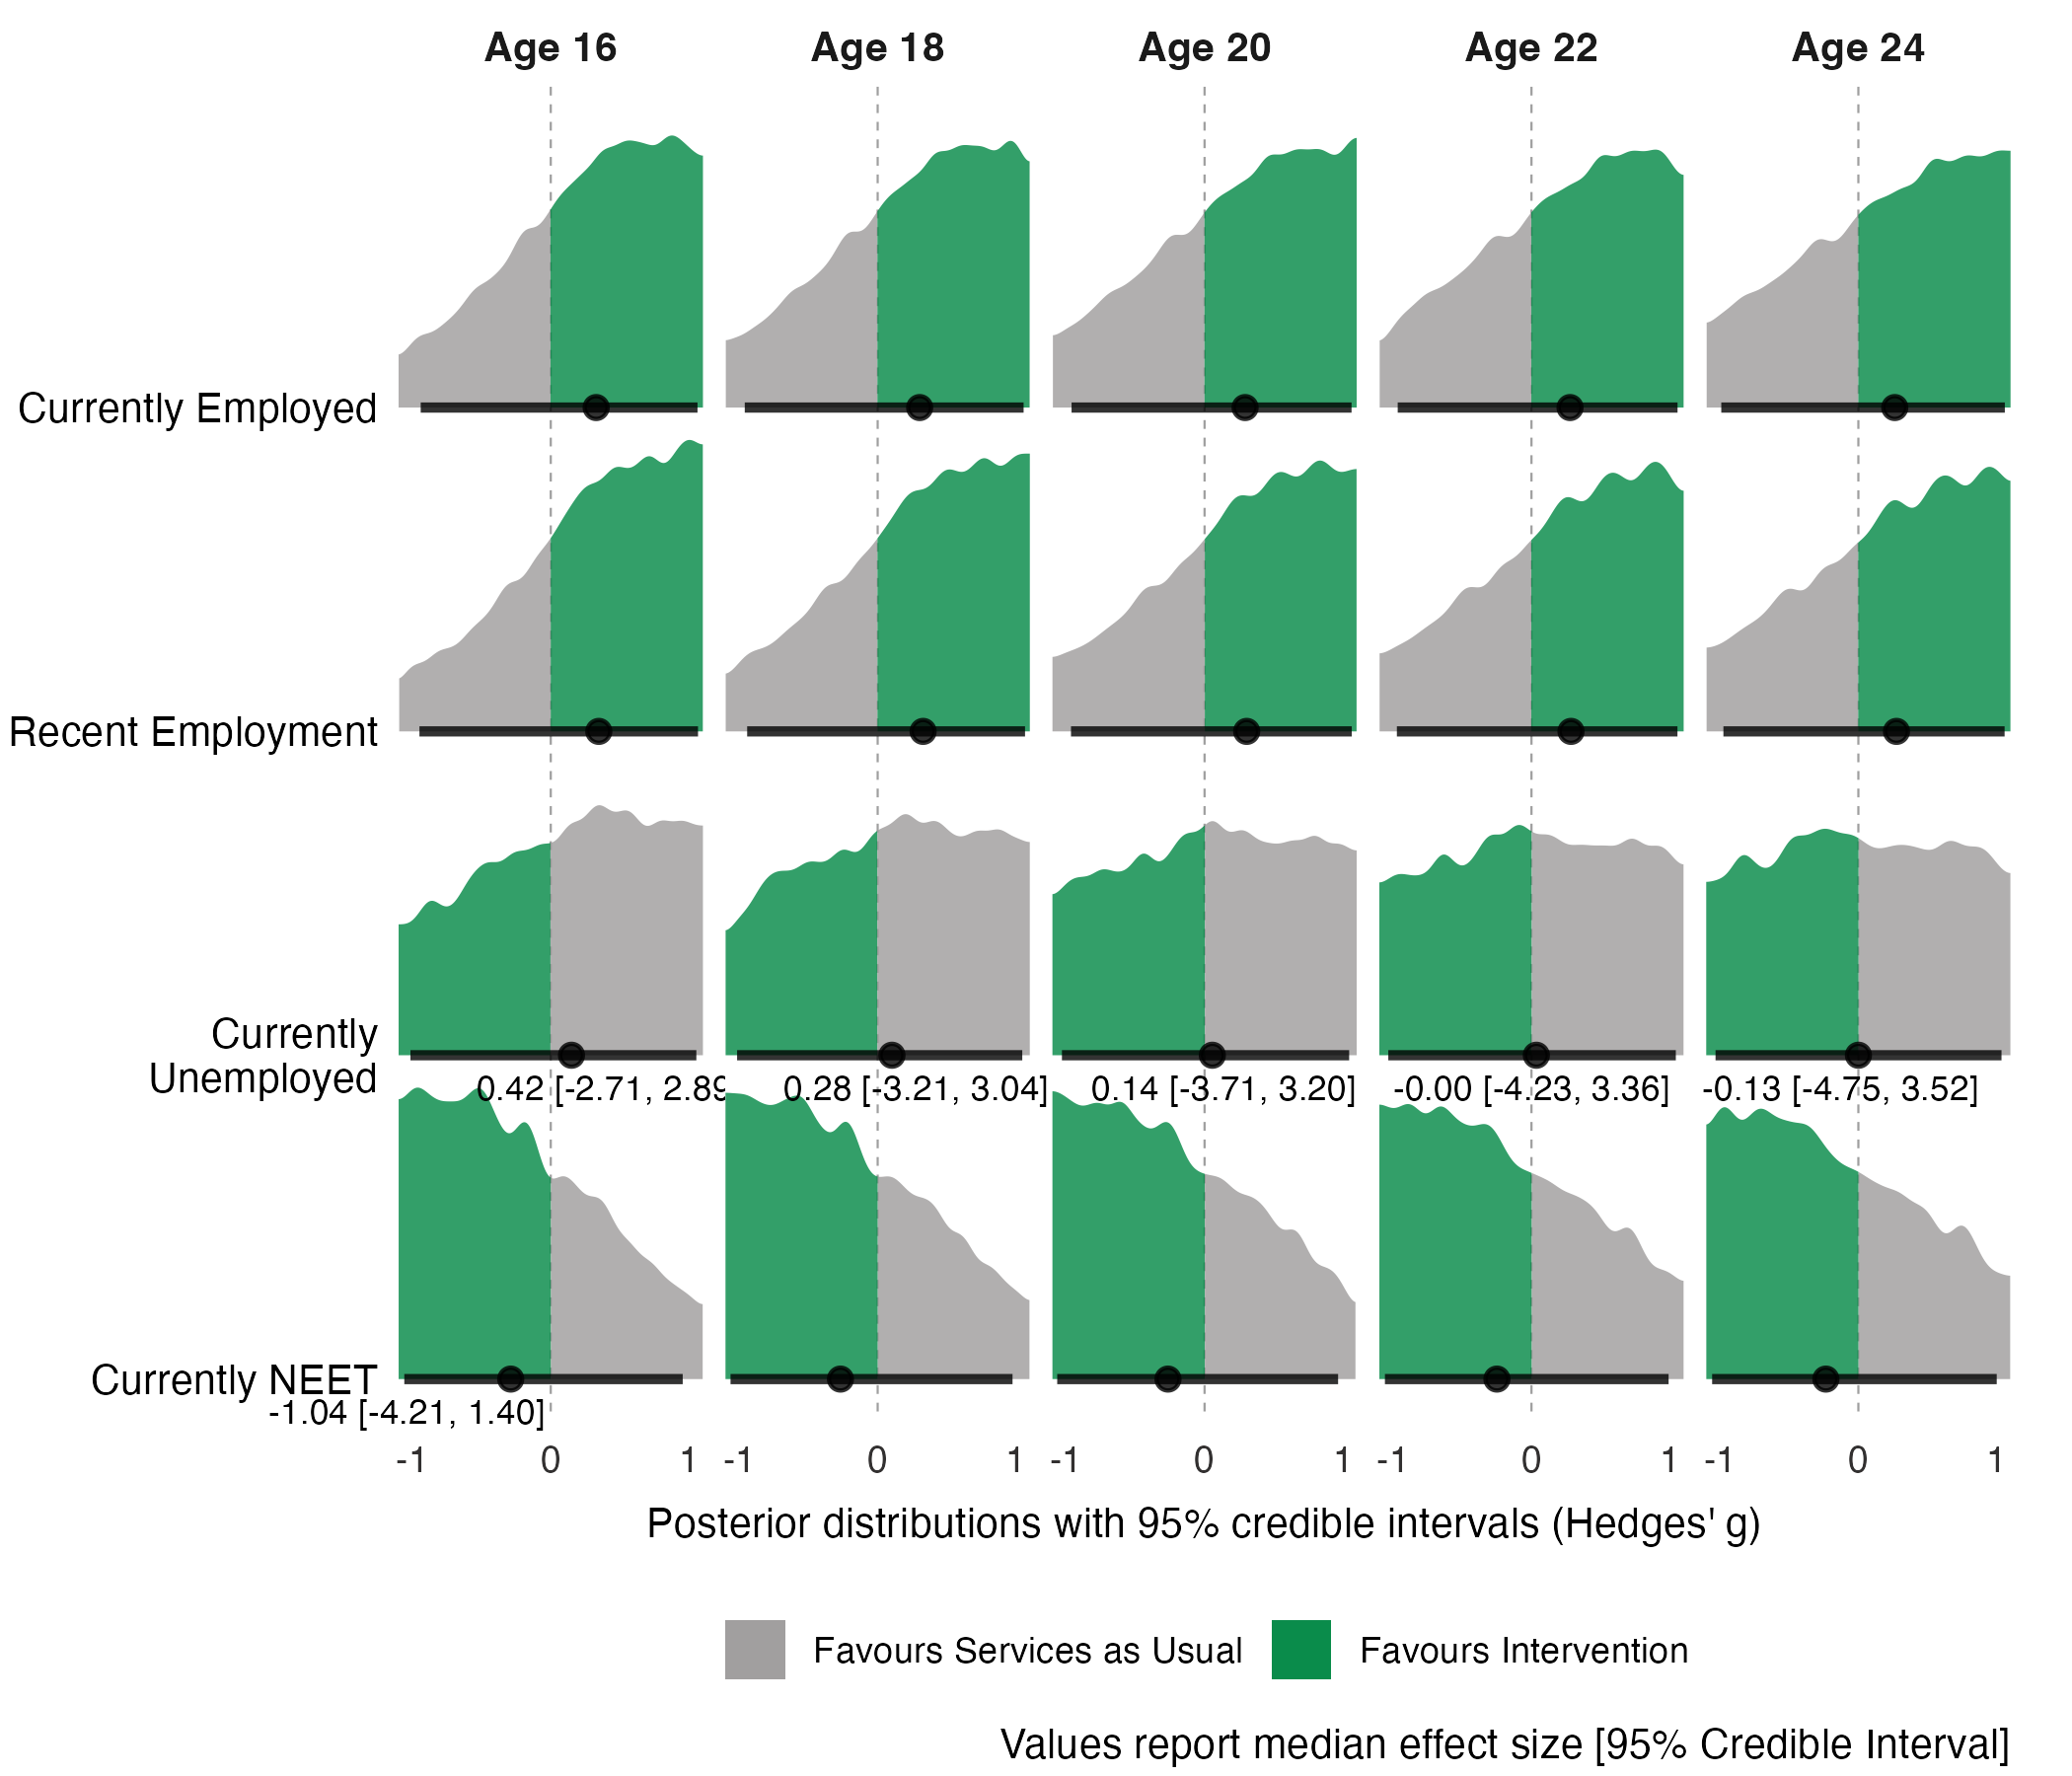 Age 16 Age 18 Age 20 Age 22 Age 24
Currently Employed
Recent Employment
Currently
Unemployed
0.42 [-2.71, 2.89 0.28 [-3.21, 3.04] 0.14 [-3.71, 3.20] -0.00 [-4.23, 3.36] -0.13 [-4.75, 3.52]
Currently NEET
-1.04 [-4.21, 1.40]
-1 0 1 -1 0 1 -1 0 1 -1 0 1 -1 0 1
Posterior distributions with 95% credible intervals (Hedges' g)
Favours Services as Usual Favours Intervention
Values report median effect size [95% Credible Interval]